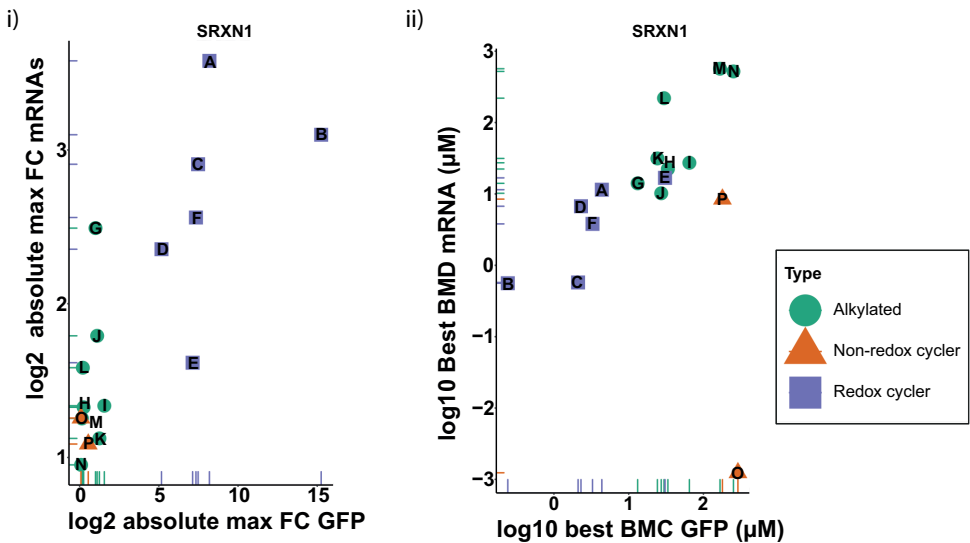 i)
SRXN1
log2 absolute max FC mRNAs
3
2
1
A
B
C
F
G
D
J
L
E
H
I
O
M
K
P
N
0
5
10
15
log2 absolute max FC GFP
ii)
SRXN1
log10 Best BMD mRNA (µM)
3
2
1
0
−1
−2
−3
M
N
L
K
H
I
E
G
A
J
P
D
F
B
C
O
0
1
2
log10 best BMC GFP (µM)
Type
Alkylated
Non-redox cycler
Redox cycler